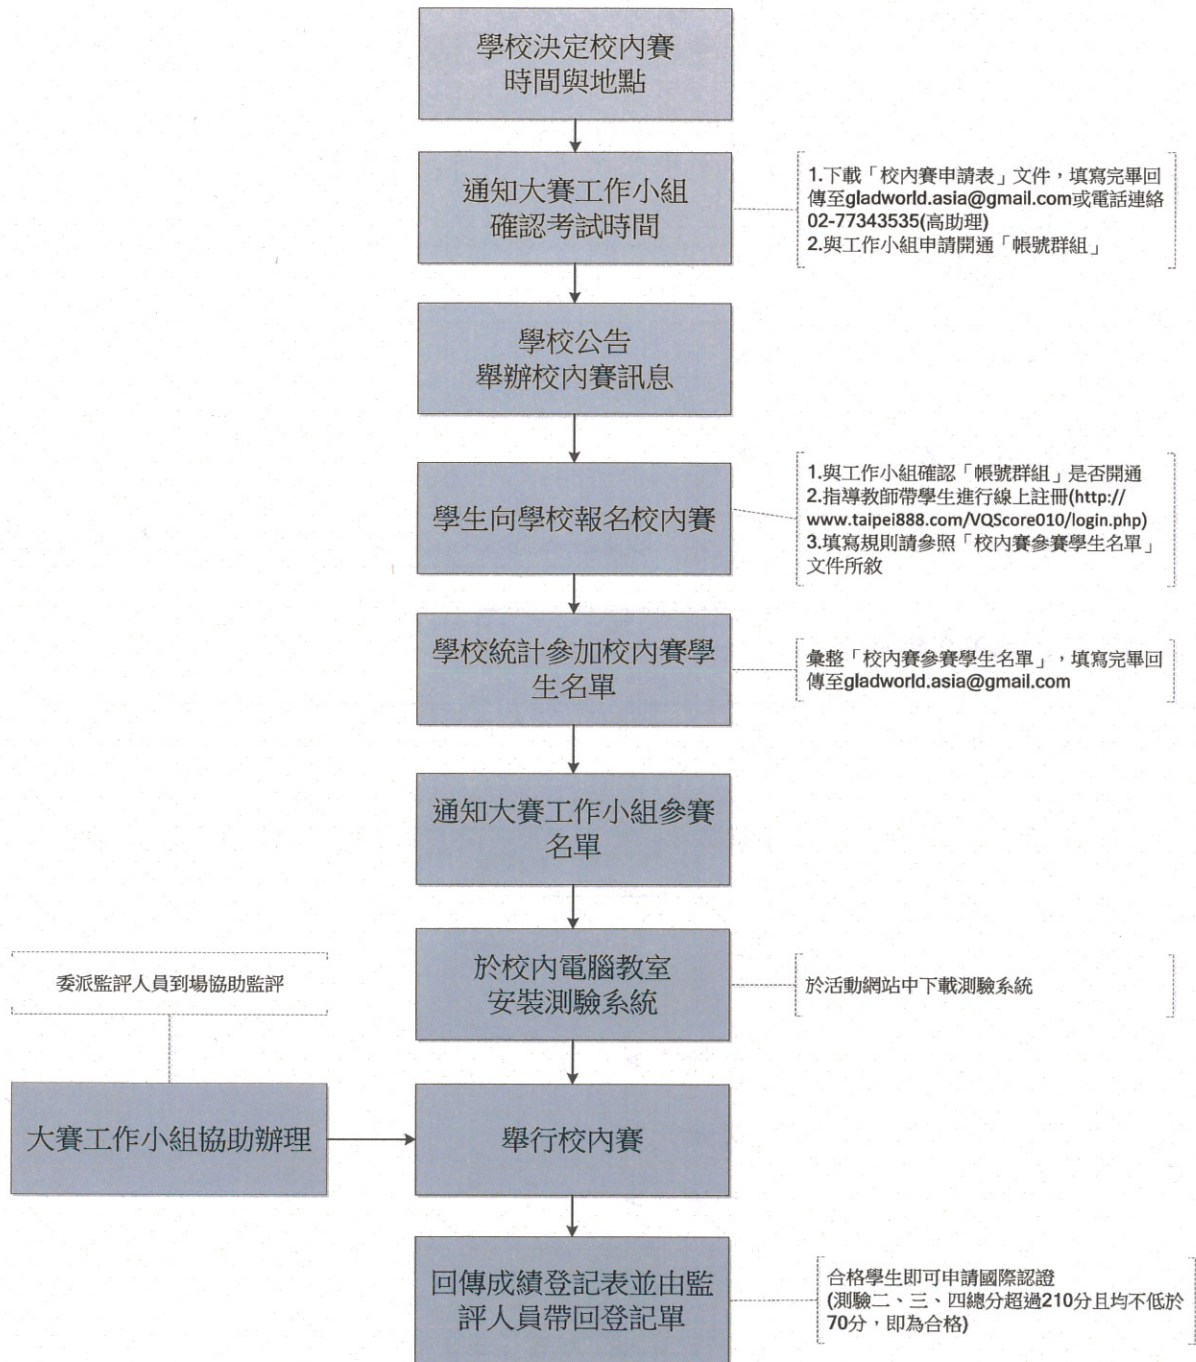 學校決定校內賽
時間與地點
通知大賽工作小組
確認考試時間
1.下載「校內賽申請表」文件，填寫完畢回
傳至gladworld.asia@gmail.com或電話連絡
02-77343535(高助理)
2.與工作小組申請開通「帳號群組」
學校公告
舉辦校內賽訊息
學生向學校報名校內賽
1.與工作小組確認「帳號群組」是否開通
2.指導教師帶學生進行線上註冊(http://
www.taipei888.com/VQScore010/login.php)
3.填寫規則請參照「校內賽參賽學生名單」
文件所敘
學校統計參加校內賽學
生名單
彙整「校內賽參賽學生名單」，填寫完畢回
傳至gladworld.asia@gmail.com
通知大賽工作小組參賽
名單
於校內電腦教室
安裝測驗系統
於活動網站中下載測驗系統
委派監評人員到場協助監評
大賽工作小組協助辦理
舉行校內賽
回傳成績登記表並由監
評人員帶回登記單
合格學生即可申請國際認證
(測驗二、三、四總分超過210分且均不低於
70分，即為合格)